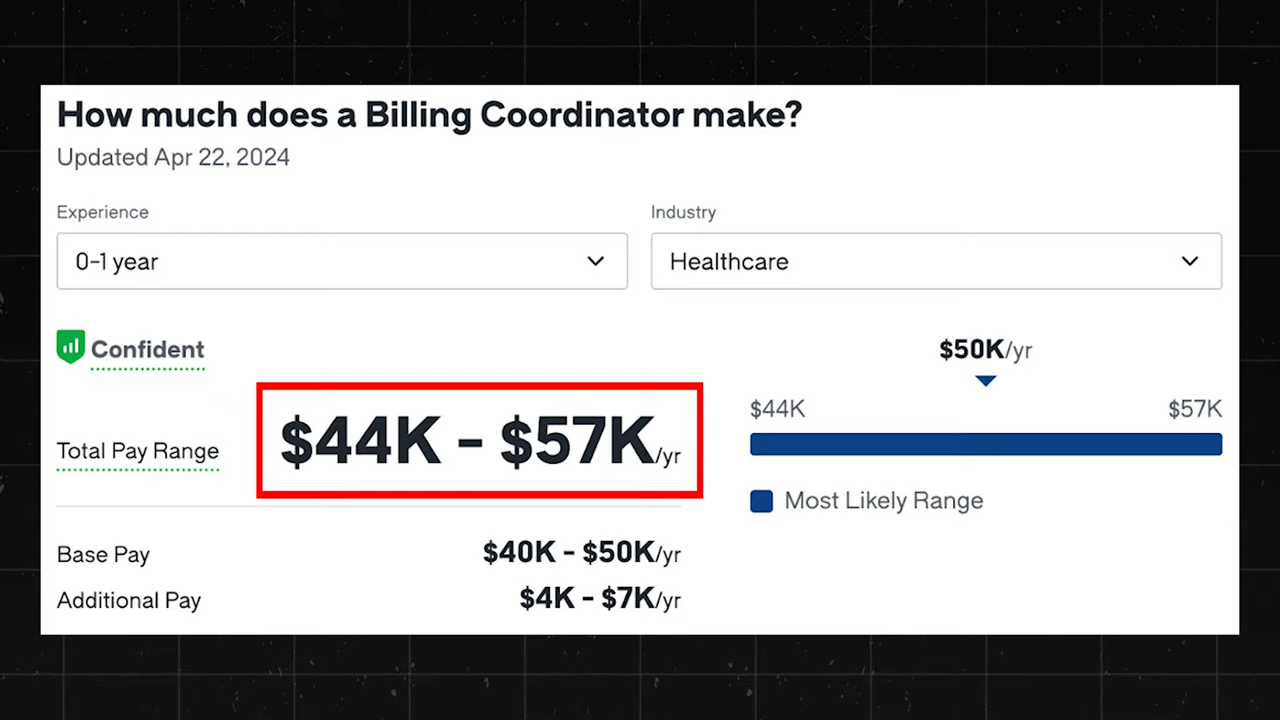 How much does a Billing Coordinator make?
Updated Apr 22, 2024
Experience
Industry
0-1 year
Healthcare
Confident
Total Pay Range
$44K - $57K/yr
Base Pay
$40K - $50K/yr
Additional Pay
$4K - $7K/yr
$50K/yr
$44K
$57K
Most Likely Range